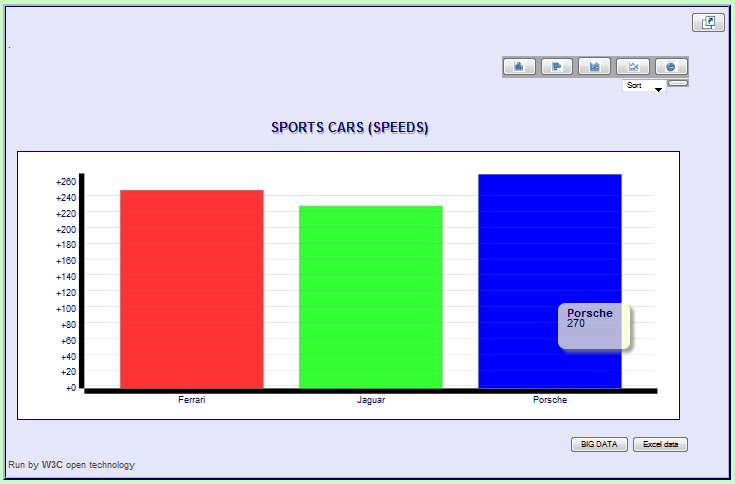 .
Sort
SPORTS CARS (SPEEDS)
+260
+240
+220
+200
+180
+160
+140
+120
+100
+80
+60
+40
+20
+0
Porsche
270
Ferrari
Jaguar
Porsche
BIG DATA
Excel data
Run by W3C open technology